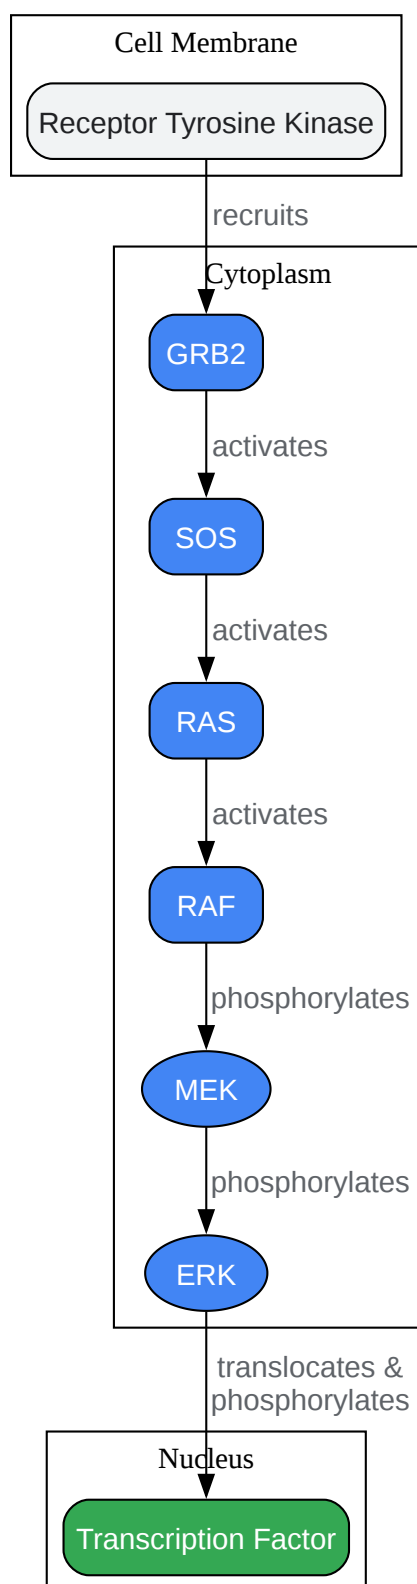 Cell Membrane
Receptor Tyrosine Kinase
recruits
Cytoplasm
GRB2
activates
SOS
activates
RAS
activates
RAF
phosphorylates
MEK
phosphorylates
ERK
translocates &
phosphorylates
Nucleus
Transcription Factor